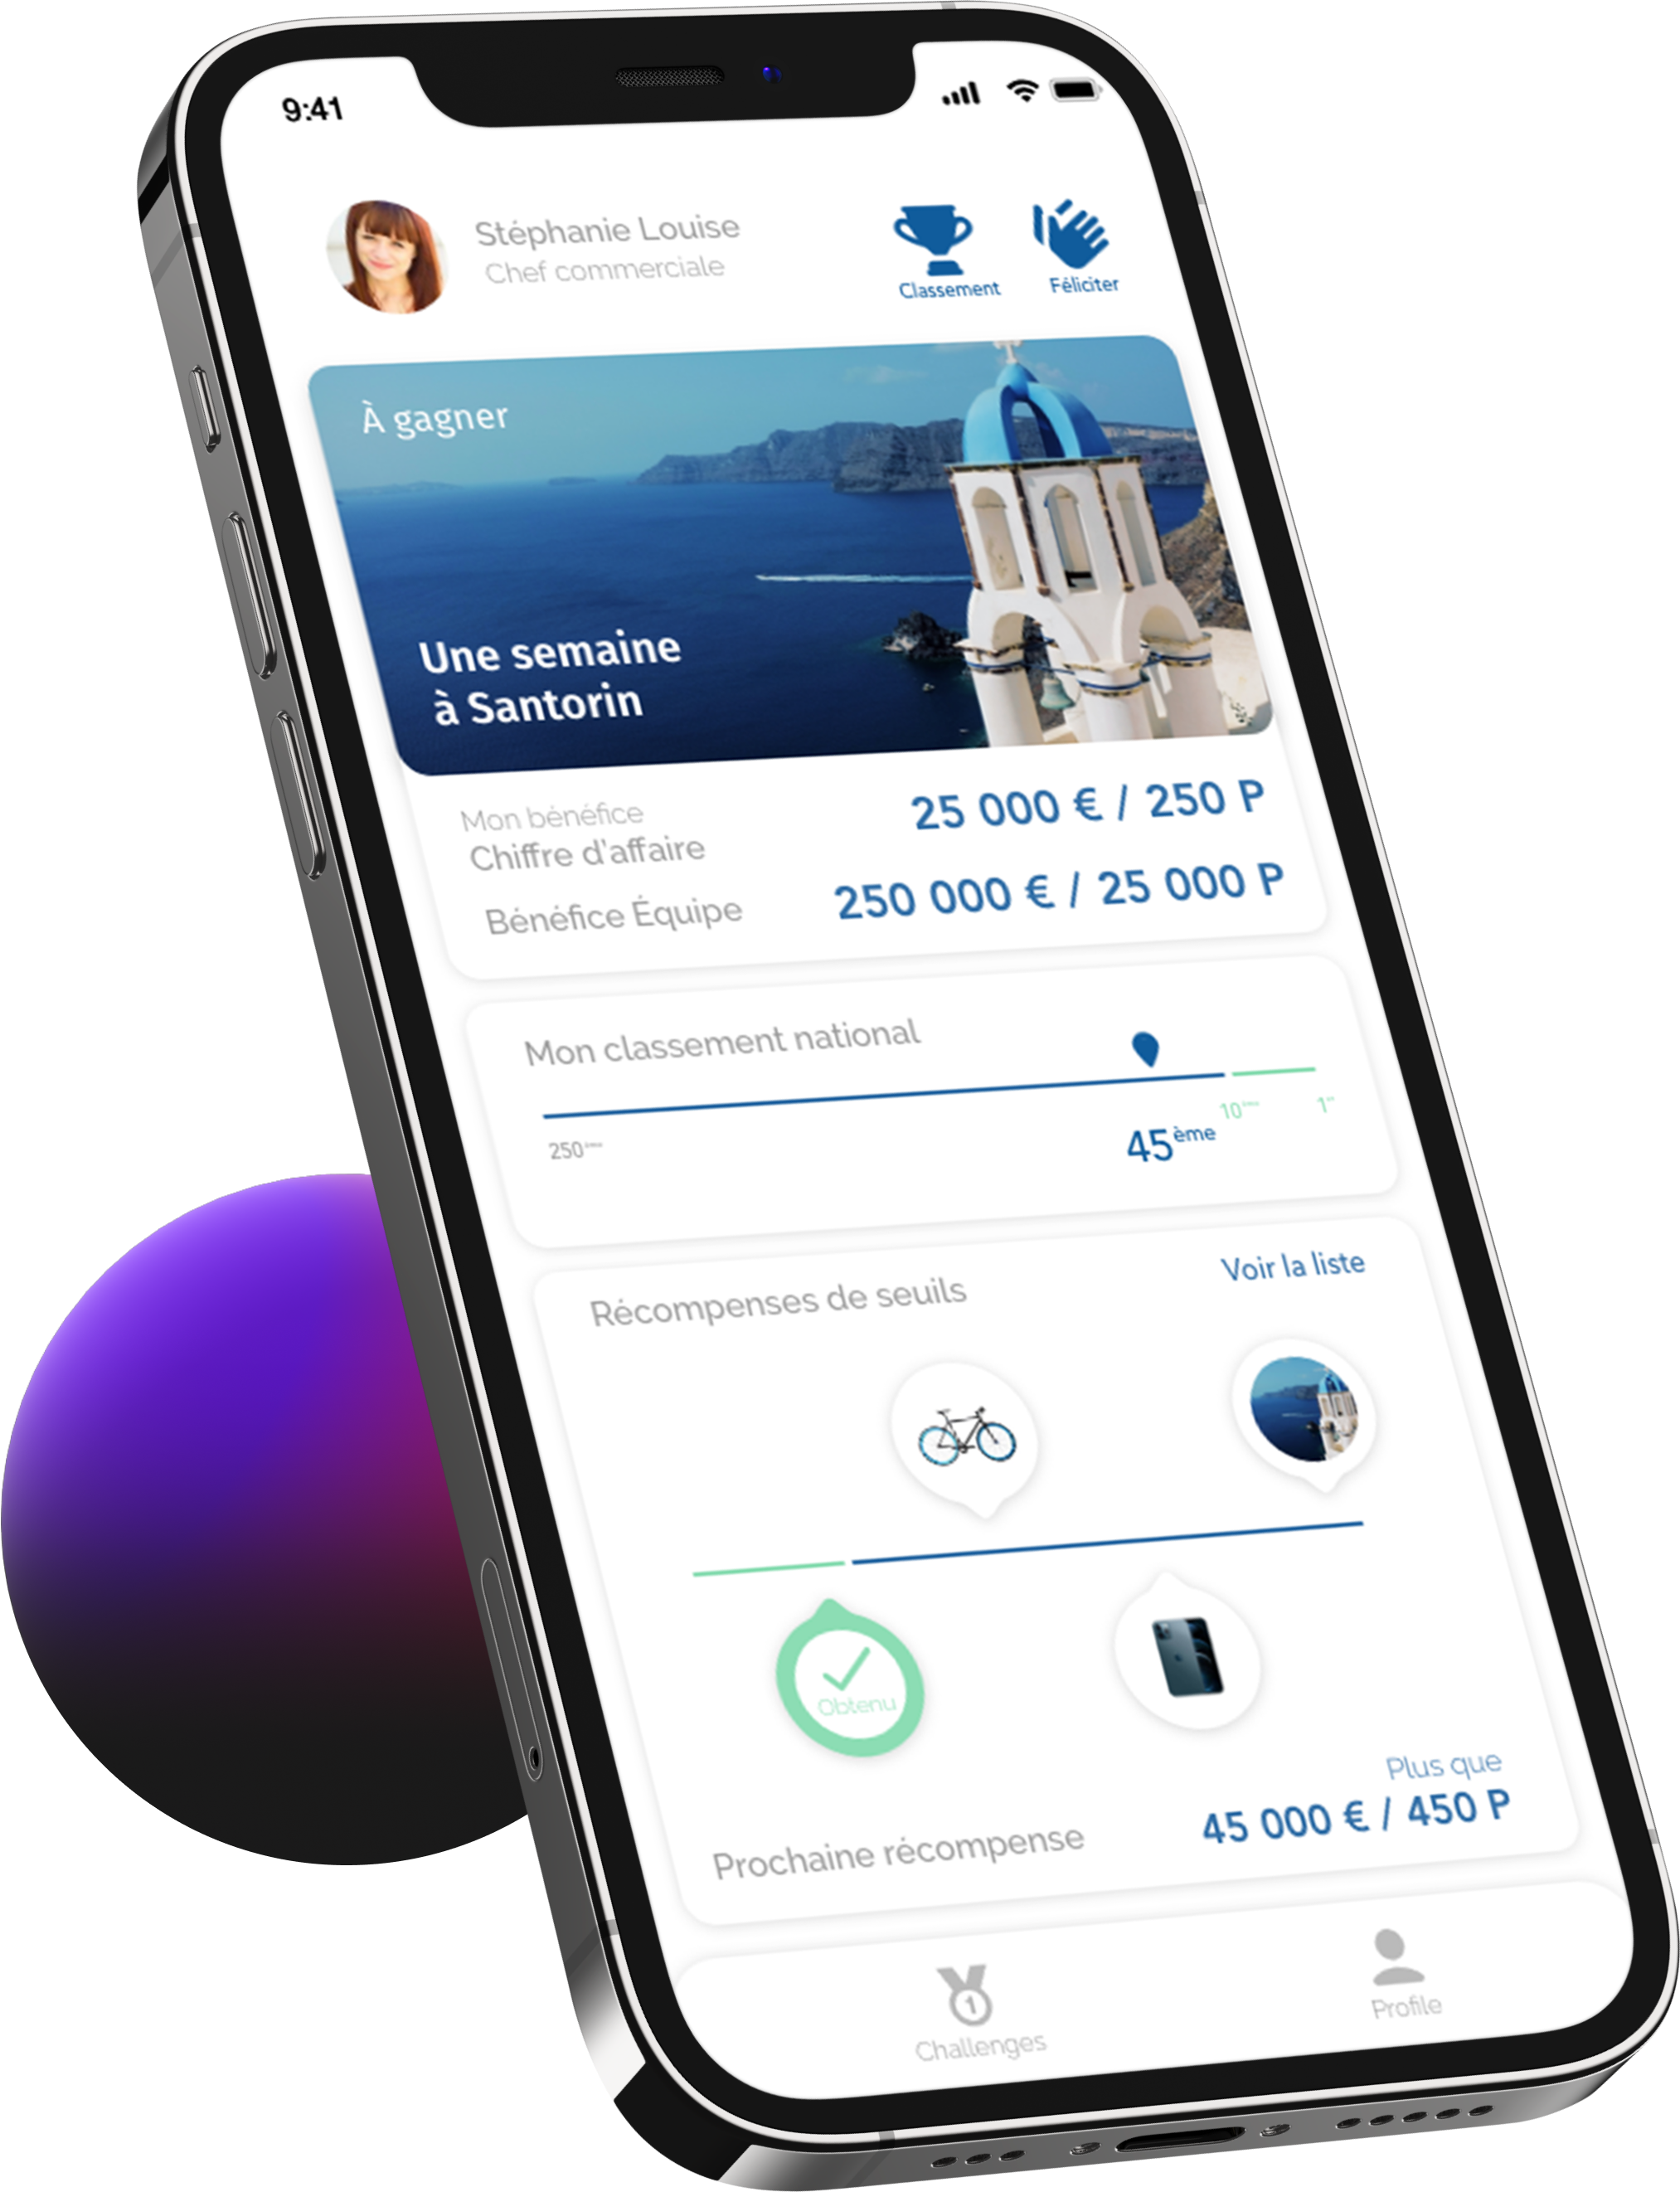 9:41
Stéphanie Louise
Chef commerciale
Classement
Féliciter
À gagner
Une semaine
à Santorin
Mon bénéfice
Chiffre d'affaire
25 000 € / 250 P
Bénéfice Équipe
250 000 € / 25 000 P
Mon classement national
250ème
45ème
10ème
1er
Récompenses de seuils
Voir la liste
Obtenu
Prochaine récompense
Plus que
45 000 € / 450 P
1
Challenges
Profile